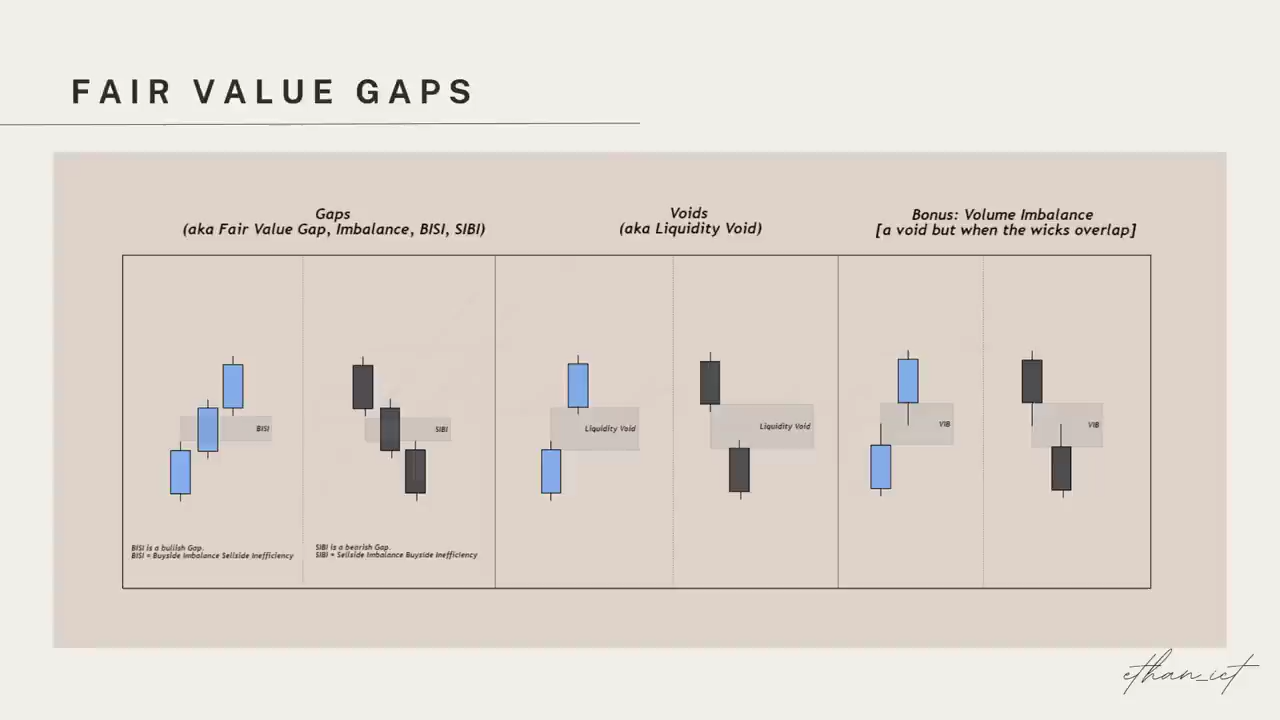 FAIR VALUE GAPS
Gaps
(aka Fair Value Gap, Imbalance, BISI, SIBI)
Voids
(aka Liquidity Void)
Bonus: Volume Imbalance
[a void but when the wicks overlap]
BISI
SIBI
Liquidity Void
Liquidity Void
VIB
VIB
BISI is a bullish Gap.
BISI = Buyside Imbalance Sellside Inefficiency
SIBI is a bearish Gap.
SIBI = Sellside Imbalance Buyside Inefficiency
ethan_ict